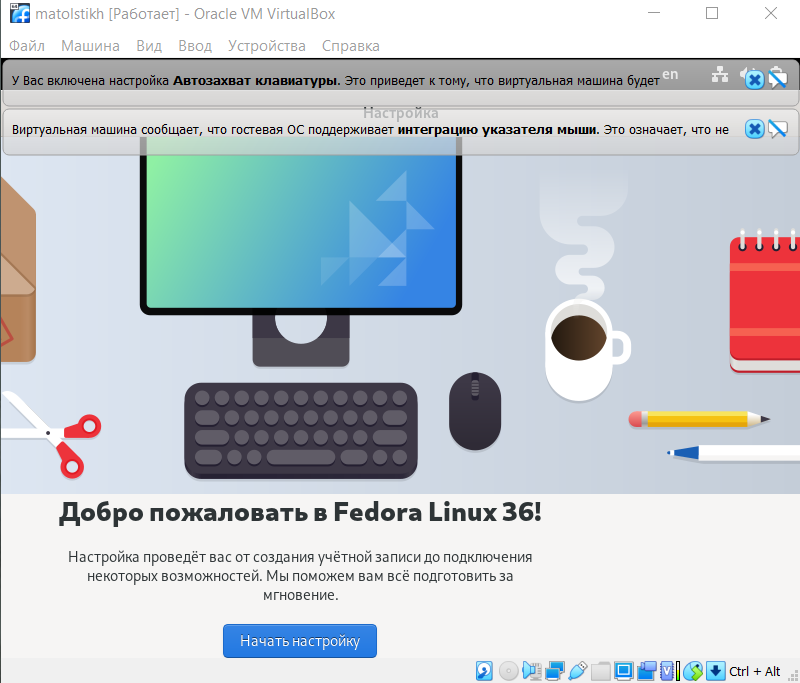 matolstikh [Работает] - Oracle VM VirtualBox
Файл Машина Вид Ввод Устройства Справка
en
У Вас включена настройка Автозахват клавиатуры. Это приведет к тому, что виртуальная машина будет
Настройка
Виртуальная машина сообщает, что гостевая ОС поддерживает интеграцию указателя мыши. Это означает, что не
Добро пожаловать в Fedora Linux 36!
Настройка проведёт вас от создания учётной записи до подключения
некоторых возможностей. Мы поможем вам всё подготовить за
мгновение.
Начать настройку
Ctrl + Alt